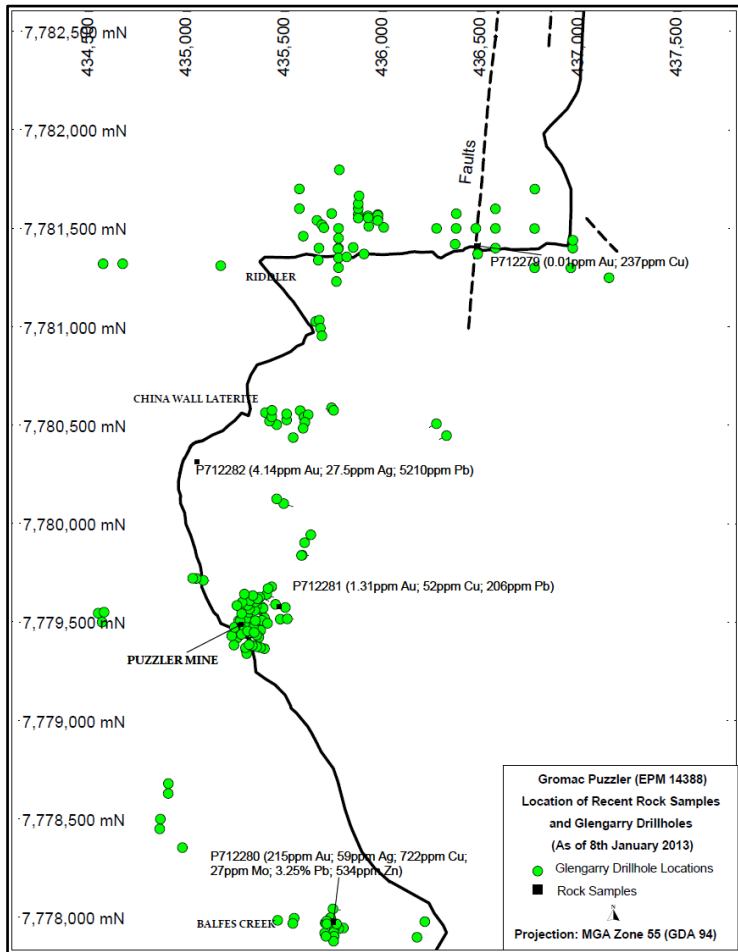 7,782,500 mN
434,500
435,000
435,500
436,000
436,500
437,000
437,500
7,782,000 mN
Faults
7,781,500 mN
P712279 (0.01ppm Au; 237ppm Cu)
RIDDLER
7,781,000 mN
CHINA WALL LATERITE
7,780,500 mN
P712282 (4.14ppm Au; 27.5ppm Ag; 5210ppm Pb)
7,780,000 mN
P712281 (1.31ppm Au; 52ppm Cu; 206ppm Pb)
7,779,500 mN
PUZZLER MINE
7,779,000 mN
7,778,500 mN
P712280 (215ppm Au; 59ppm Ag; 722ppm Cu;
27ppm Mo; 3.25% Pb; 534ppm Zn)
7,778,000 mN
BALFES CREEK
Gromac Puzzler (EPM 14388)
Location of Recent Rock Samples
and Glengarry Drillholes
(As of 8th January 2013)
Glengarry Drillhole Locations
Rock Samples
N
Projection: MGA Zone 55 (GDA 94)